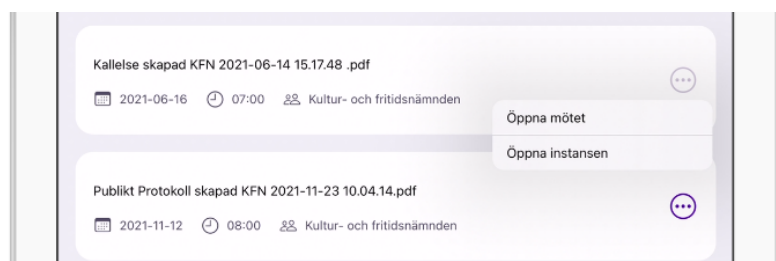 Kallelse skapad KFN 2021-06-14 15.17.48 .pdf
2021-06-16 07:00 Kultur- och fritidsnämnden
Öppna mötet
Öppna instansen
Publikt Protokoll skapad KFN 2021-11-23 10.04.14.pdf
2021-11-12 08:00 Kultur- och fritidsnämnden